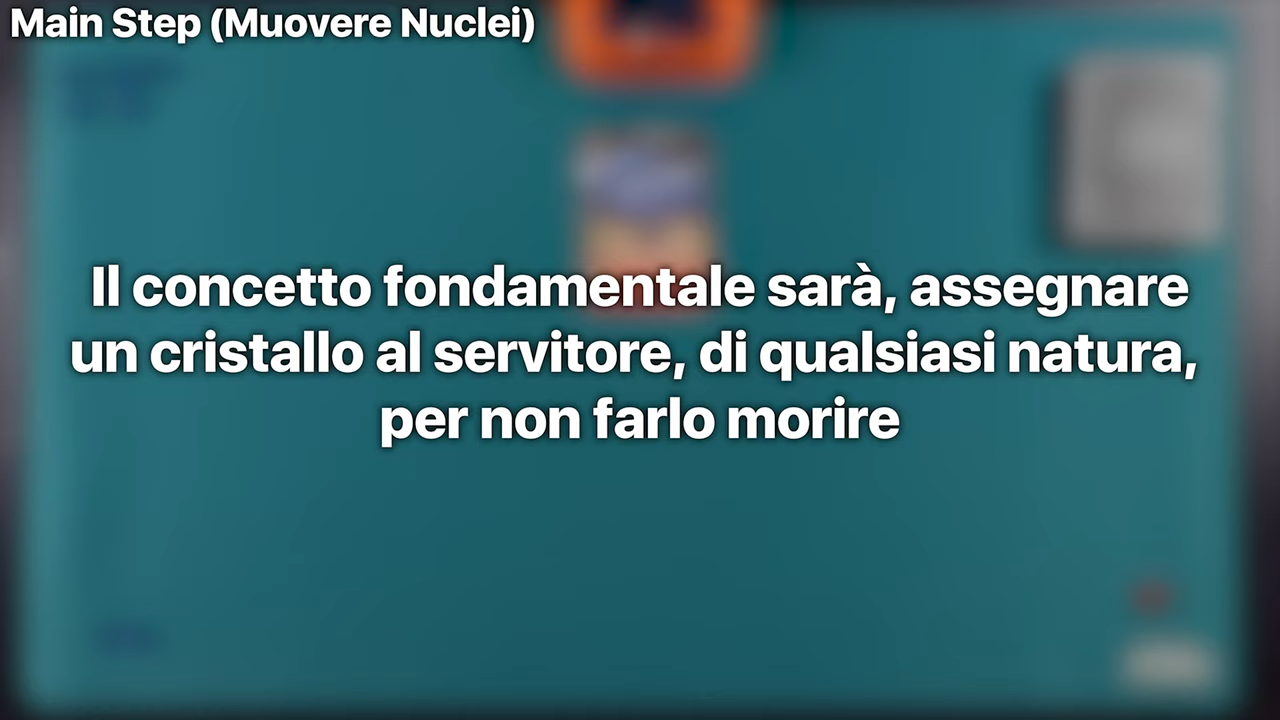 Main Step (Muovere Nuclei)
Il concetto fondamentale sarà, assegnare
un cristallo al servitore, di qualsiasi natura,
per non farlo morire